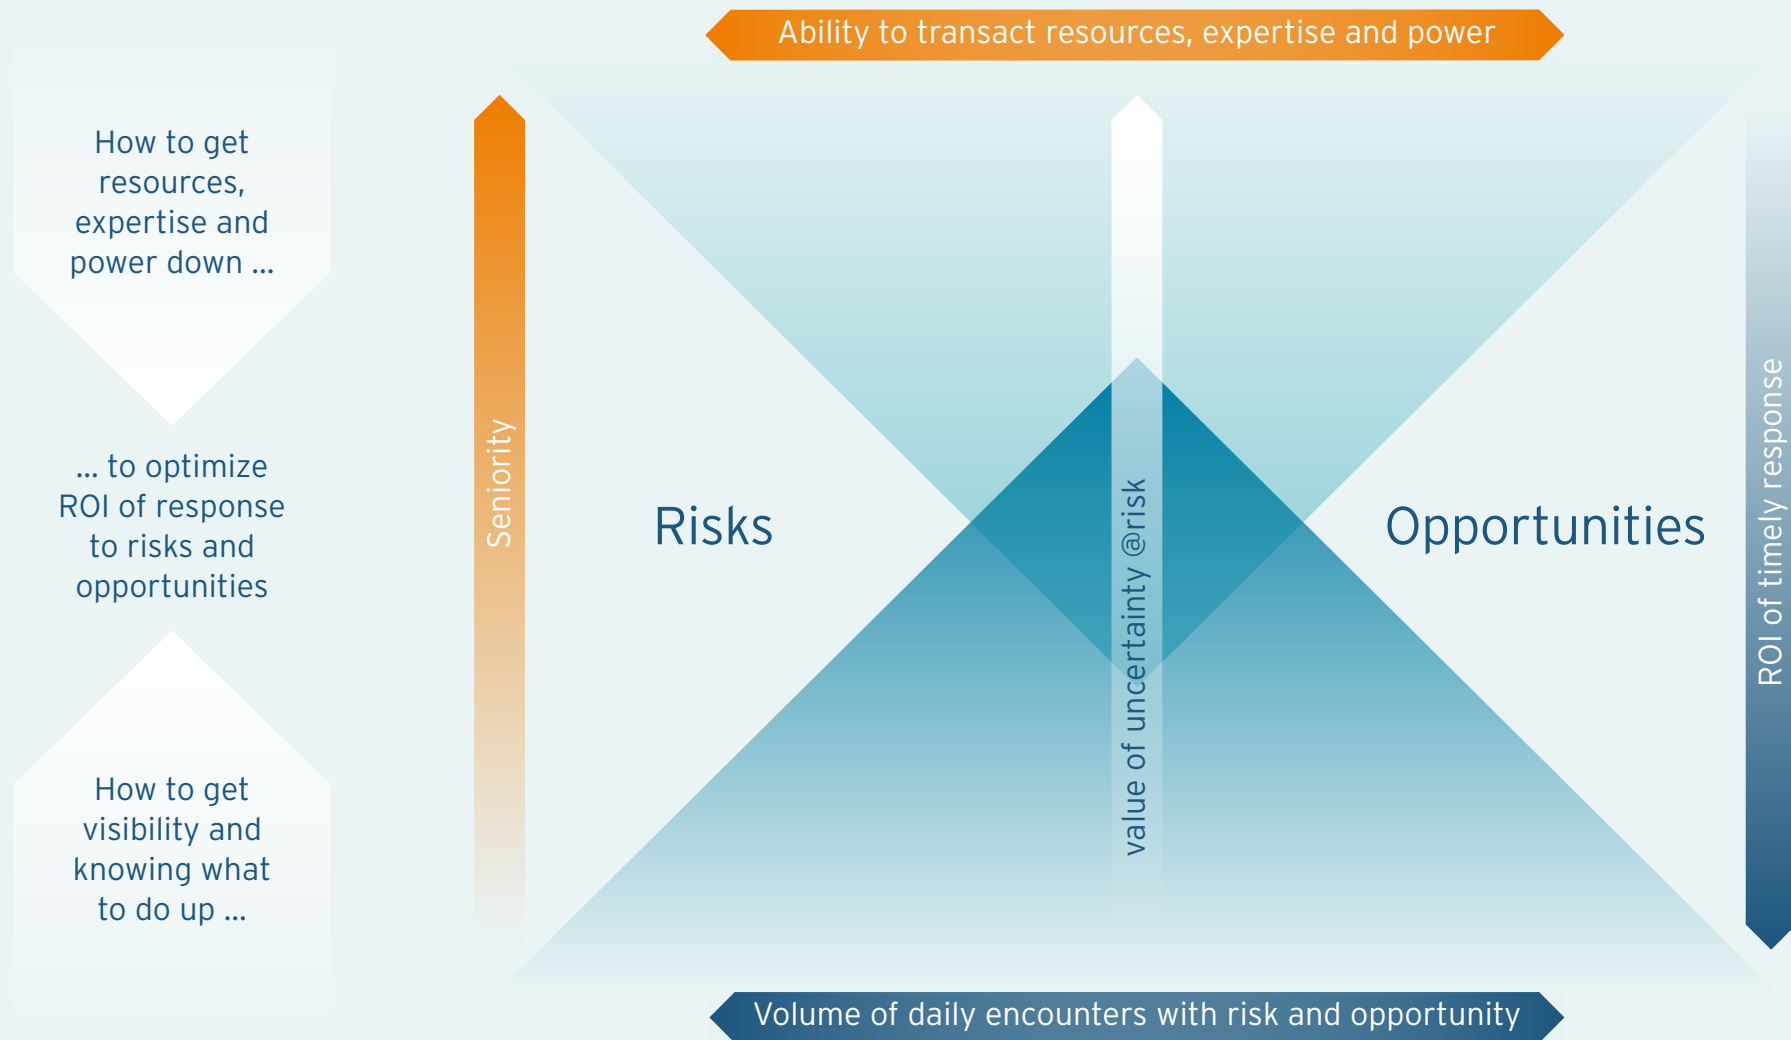 Ability to transact resources, expertise and power
How to get
resources,
expertise and
power down ...
... to optimize
ROI of response
to risks and
opportunities
How to get
visibility and
knowing what
to do up ...
Seniority
Risks
value of uncertainty @risk
Opportunities
ROI of timely response
Volume of daily encounters with risk and opportunity